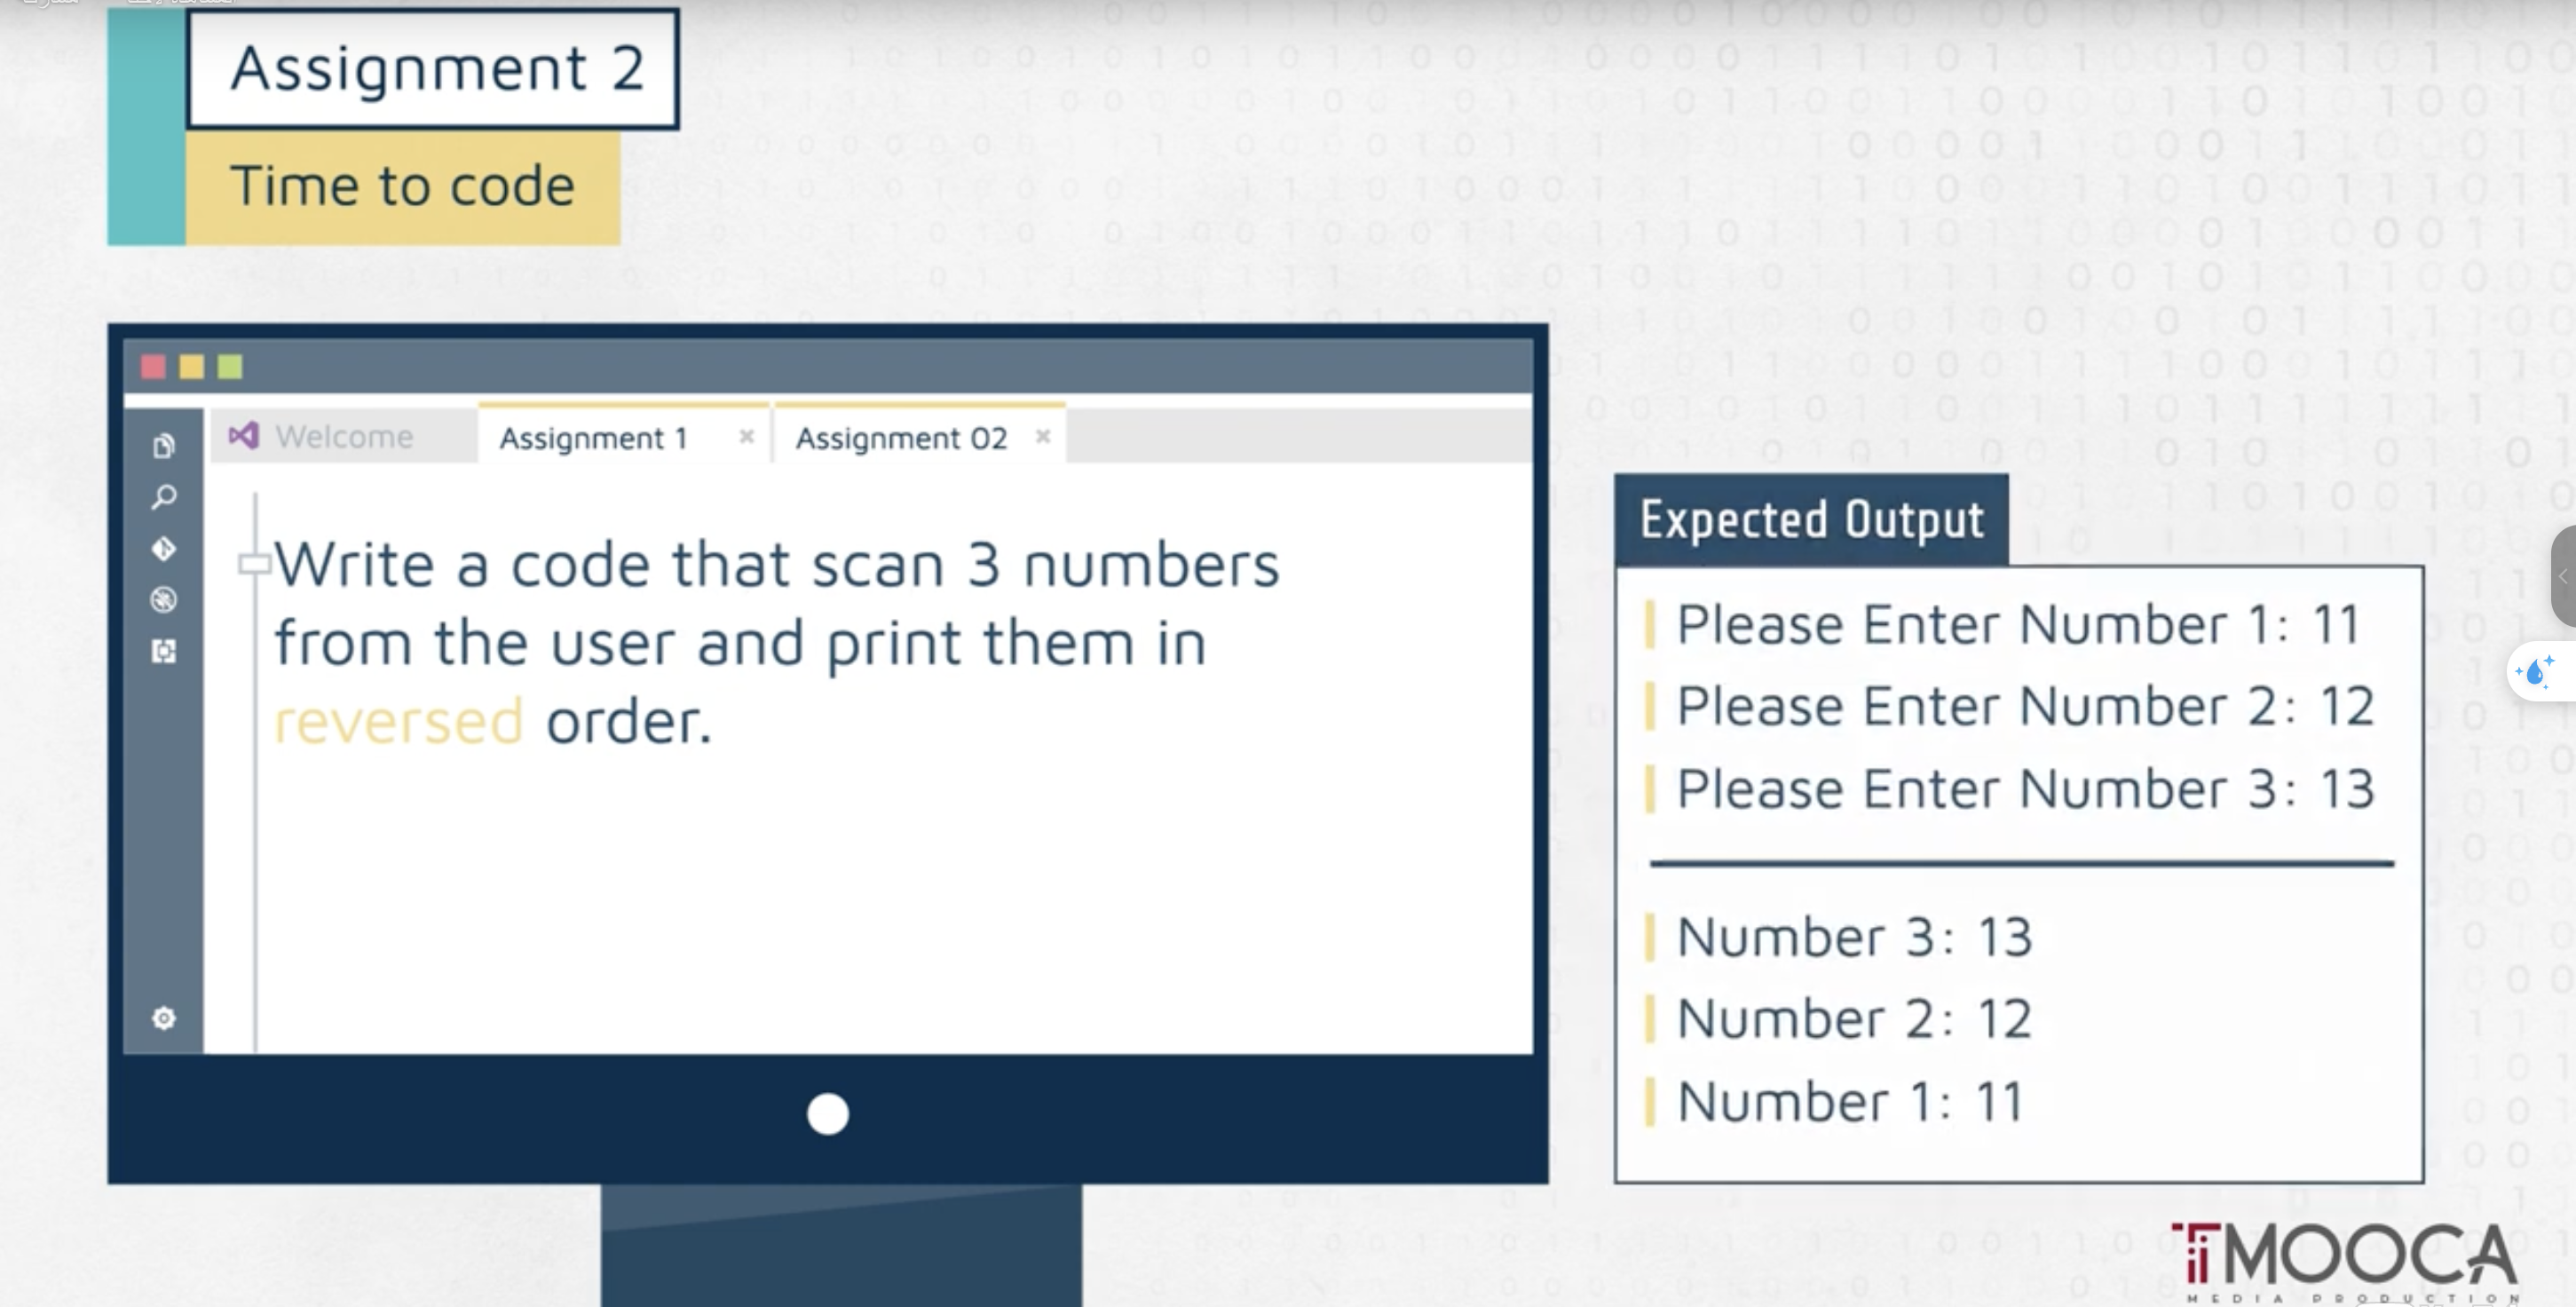 Assignment 2
Time to code
Welcome
Assignment 1
Assignment 02
Write a code that scan 3 numbers
from the user and print them in
reversed order.
Expected Output
Please Enter Number 1: 11
Please Enter Number 2: 12
Please Enter Number 3: 13
Number 3: 13
Number 2: 12
Number 1: 11
iTMOOCA
MEDIA PRODUCTION